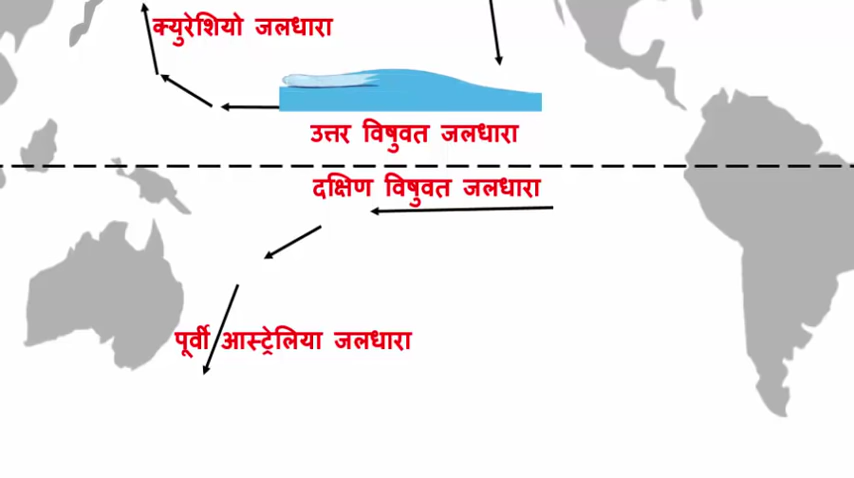 क्युरेशियो जलधारा
उत्तर विषुवत जलधारा
दक्षिण विषुवत जलधारा
पूर्वी आस्ट्रेलिया जलधारा